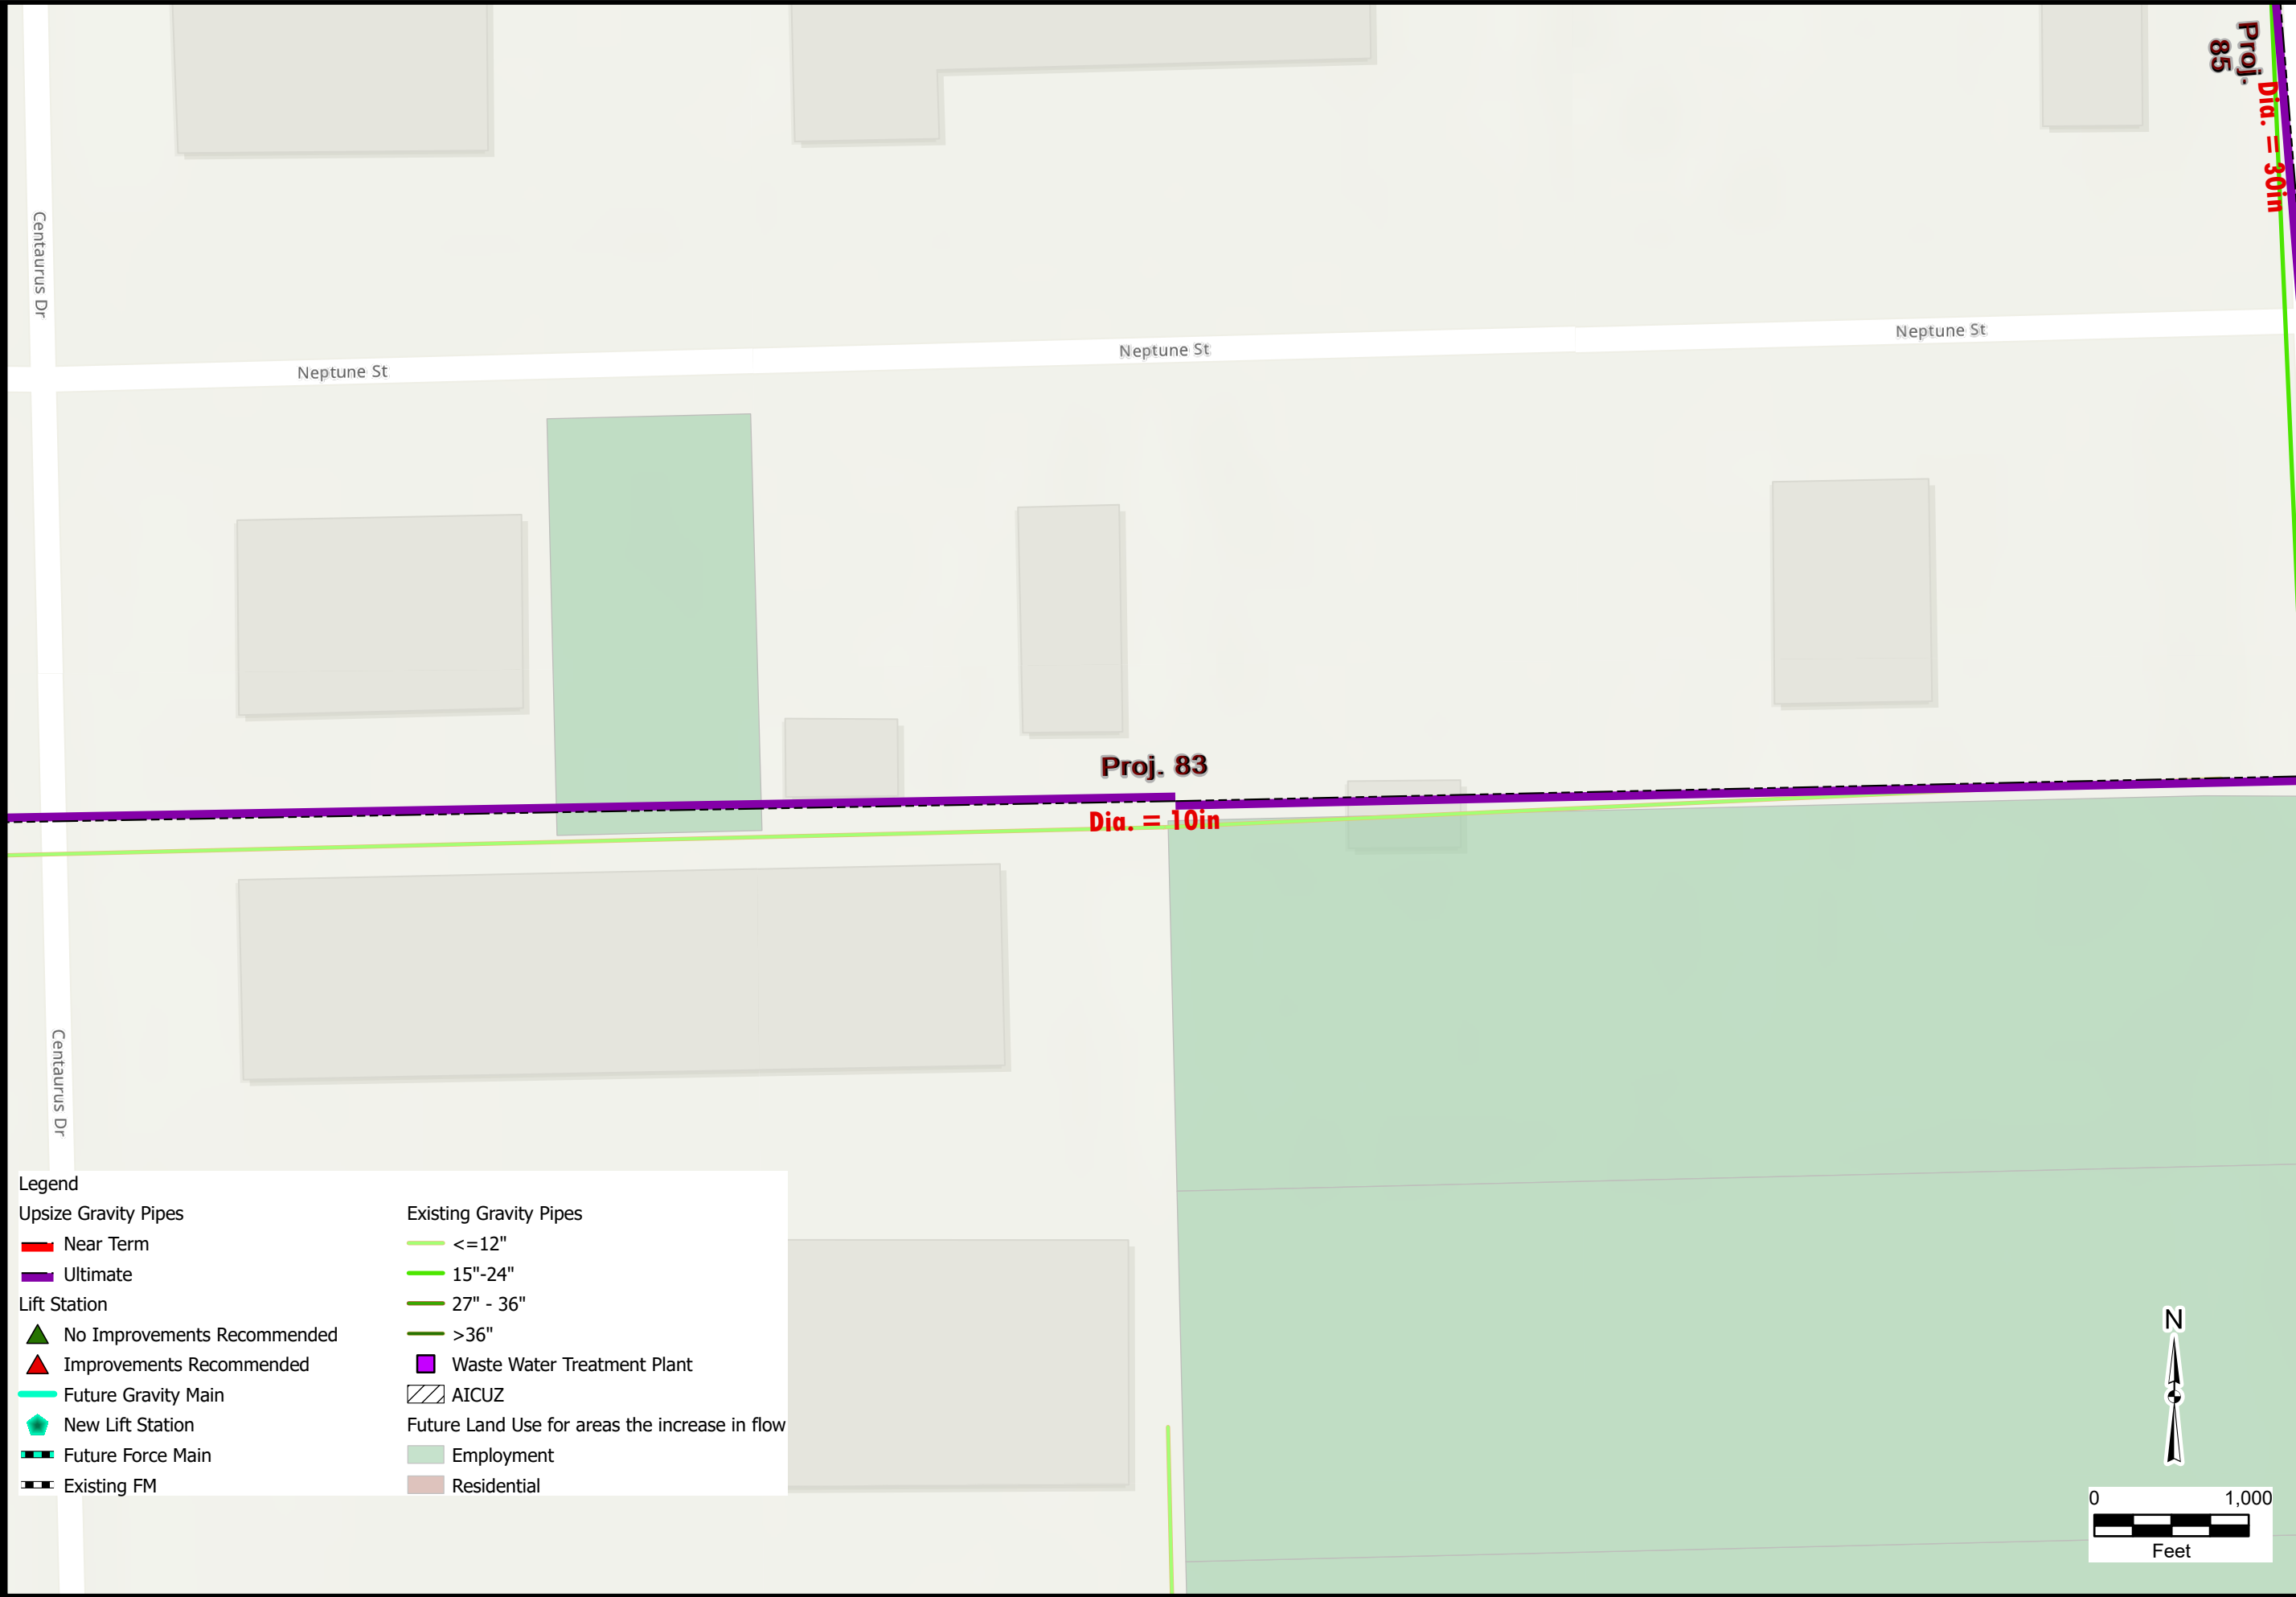 Proj.
85
Dia. = 30in
Centaurus Dr
Neptune St
Neptune St
Neptune St
Proj. 83
Dia. = 10in
Centaurus Dr
Legend
Upsize Gravity Pipes
Near Term
Ultimate
Lift Station
No Improvements Recommended
Improvements Recommended
Future Gravity Main
New Lift Station
Future Force Main
Existing FM
Existing Gravity Pipes
<=12"
15"-24"
27" - 36"
>36"
Waste Water Treatment Plant
AICUZ
Future Land Use for areas the increase in flow
Employment
Residential
N
0 1,000
Feet